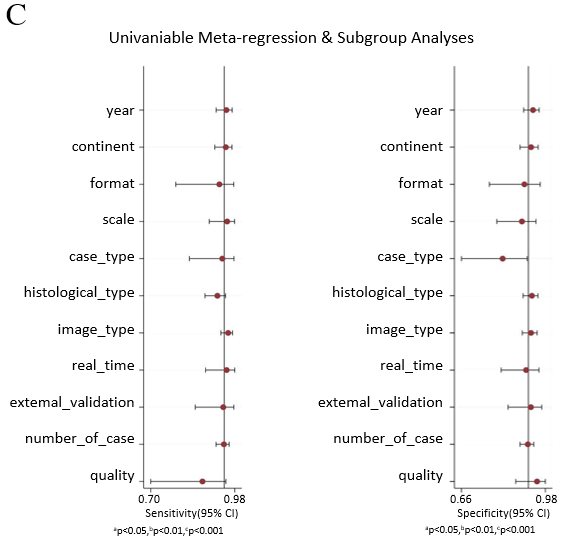 C
Univaniable Meta-regression & Subgroup Analyses
year
continent
format
scale
case_type
histological_type
image_type
real_time
extemal_validation
number_of_case
quality
0.70 0.98
Sensitivity(95% CI)
ᵃp<0.05,ᵇp<0.01,ᶜp<0.001
year
continent
format
scale
case_type
histological_type
image_type
real_time
extemal_validation
number_of_case
quality
0.66 0.98
Specificity(95% CI)
ᵃp<0.05,ᵇp<0.01,ᶜp<0.001